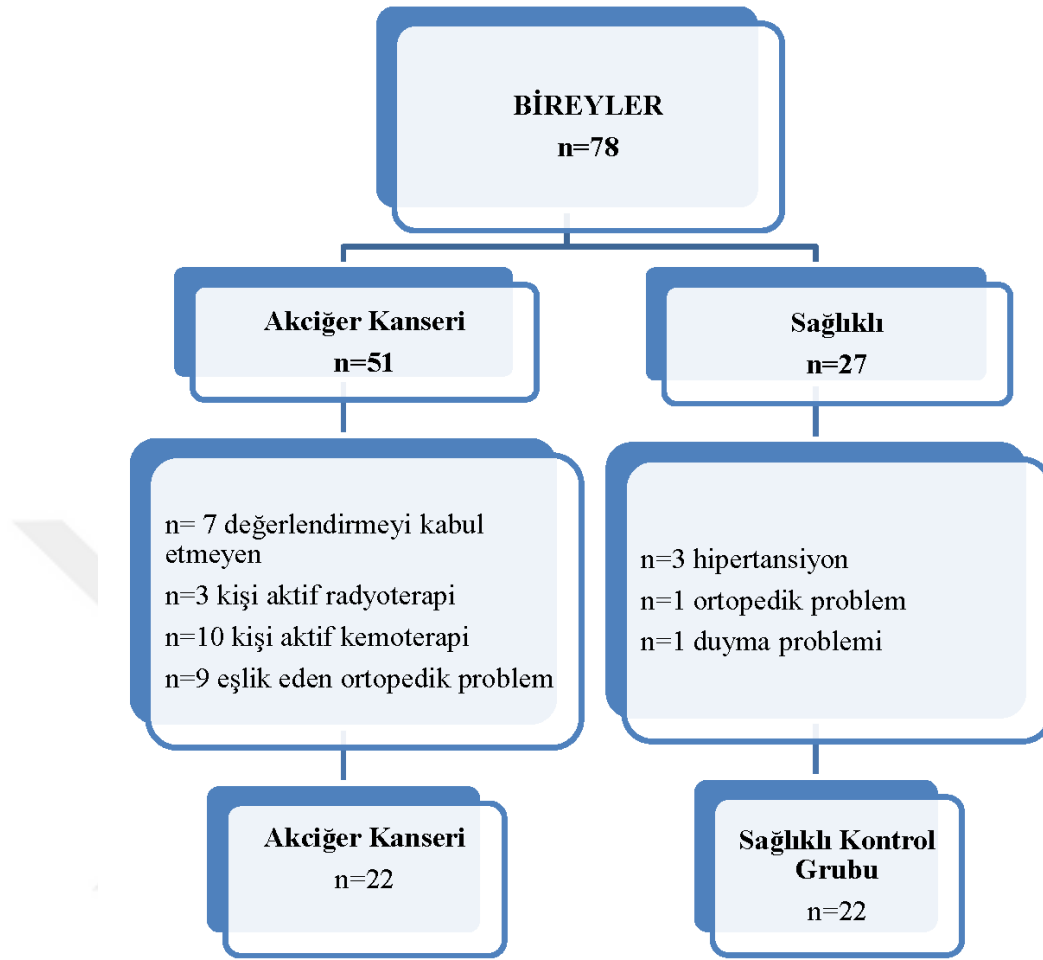 BİREYLER
n=78
Akciğer Kanseri
n=51
Sağlıklı
n=27
n= 7 değerlendirmeyi kabul
etmeyen
n=3 kişi aktif radyoterapi
n=10 kişi aktif kemoterapi
n=9 eşlik eden ortopedik problem
n=3 hipertansiyon
n=1 ortopedik problem
n=1 duyma problemi
Akciğer Kanseri
n=22
Sağlıklı Kontrol
Grubu
n=22